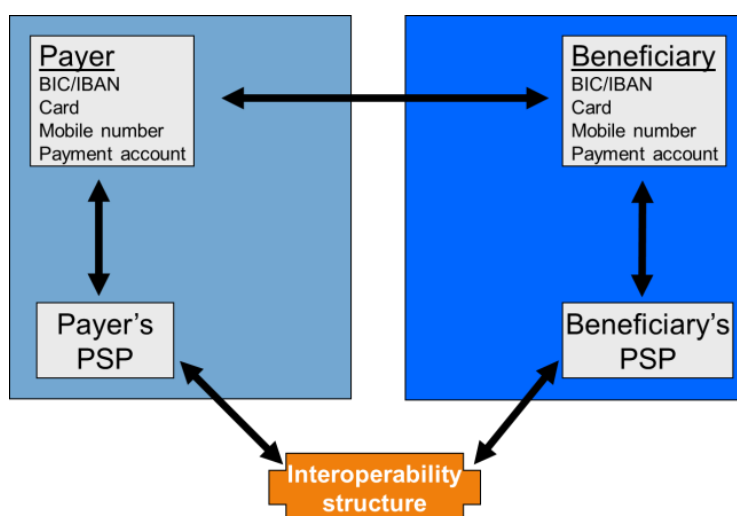 Payer
BIC/IBAN
Card
Mobile number
Payment account
Beneficiary
BIC/IBAN
Card
Mobile number
Payment account
Payer’s
PSP
Beneficiary’s
PSP
Interoperability
structure